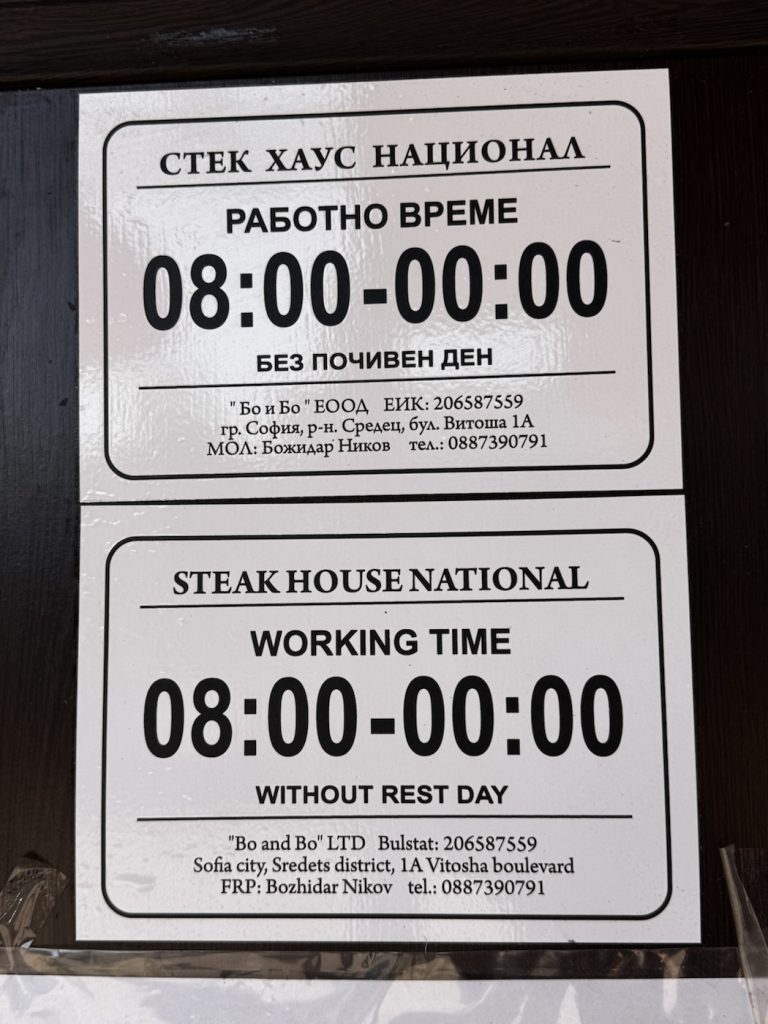 СТЕК ХАУС НАЦИОНАЛ
РАБОТНО ВРЕМЕ
08:00-00:00
БЕЗ ПОЧИВЕН ДЕН
" Бо и Бо " ЕООД ЕИК: 206587559
гр. София, р-н. Средец, бул. Витоша 1А
МОЛ: Божидар Ников тел.: 0887390791
STEAK HOUSE NATIONAL
WORKING TIME
08:00-00:00
WITHOUT REST DAY
"Bo and Bo" LTD Bulstat: 206587559
Sofia city, Sredets district, 1A Vitosha boulevard
FRP: Bozhidar Nikov tel.: 0887390791